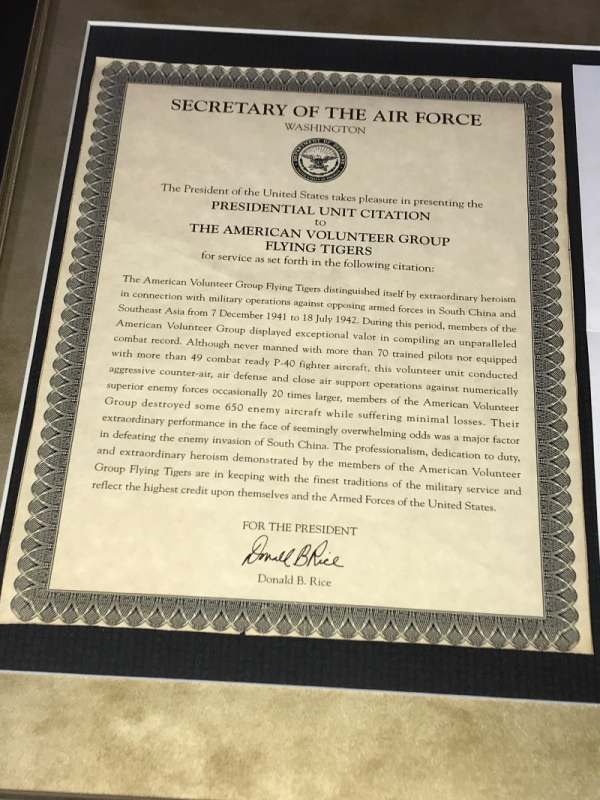 SECRETARY OF THE AIR FORCE
WASHINGTON
The President of the United States takes pleasure in presenting the
PRESIDENTIAL UNIT CITATION
to
THE AMERICAN VOLUNTEER GROUP
FLYING TIGERS
for service as set forth in the following citation:
The American Volunteer Group Flying Tigers distinguished itself by extraordinary heroism
in connection with military operations against opposing armed forces in South China and
Southeast Asia from 7 December 1941 to 18 July 1942. During this period, members of the
American Volunteer Group displayed exceptional valor in compiling an unparalleled
combat record. Although never manned with more than 70 trained pilots nor equipped
with more than 49 combat ready P-40 fighter aircraft, this volunteer unit conducted
aggressive counter-air, air defense and close air support operations against numerically
superior enemy forces occasionally 20 times larger, members of the American Volunteer
Group destroyed some 650 enemy aircraft while suffering minimal losses. Their
extraordinary performance in the face of seemingly overwhelming odds was a major factor
in defeating the enemy invasion of South China. The professionalism, dedication to duty,
and extraordinary heroism demonstrated by the members of the American Volunteer
Group Flying Tigers are in keeping with the finest traditions of the military service and
reflect the highest credit upon themselves and the Armed Forces of the United States.
FOR THE PRESIDENT
Donald B Rice
Donald B. Rice